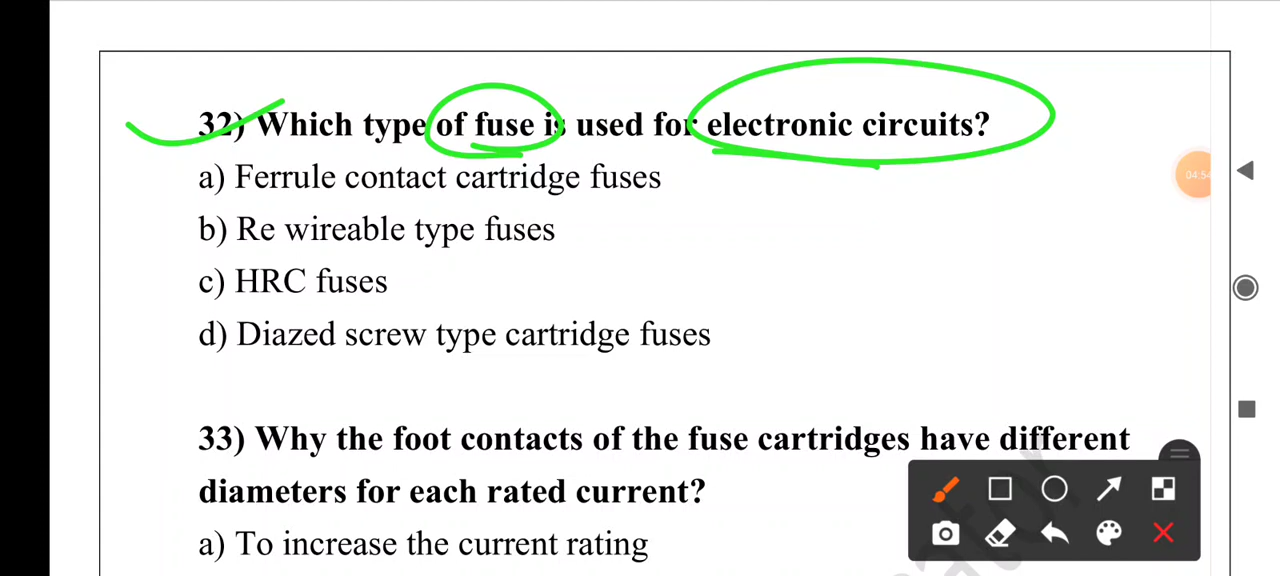 32) Which type of fuse is used for electronic circuits?
a) Ferrule contact cartridge fuses
04:54
b) Re wireable type fuses
c) HRC fuses
d) Diazed screw type cartridge fuses
33) Why the foot contacts of the fuse cartridges have different
diameters for each rated current?
a) To increase the current rating